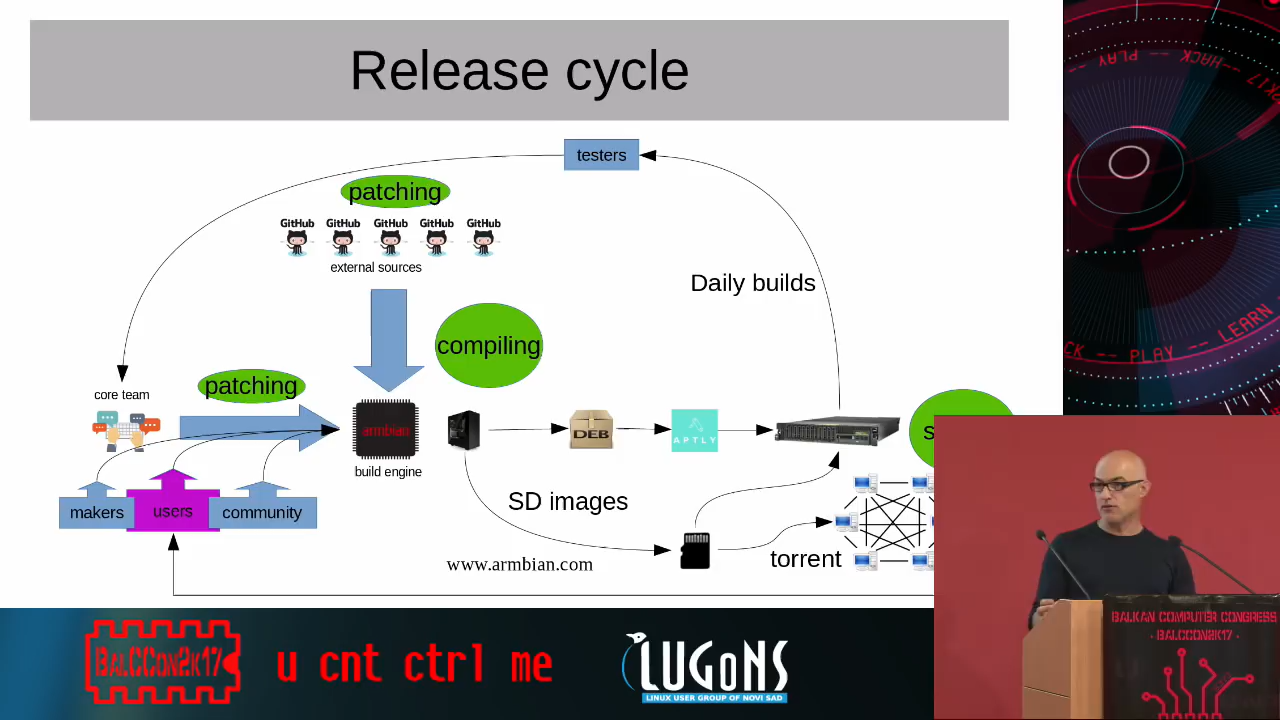 Release cycle
testers
patching
GitHub GitHub GitHub GitHub GitHub
external sources
Daily builds
compiling
patching
core team
armbian
DEB
APTLY
build engine
SD images
makers
users
community
www.armbian.com
torrent
BALCCON2K17
u cnt ctrl me
LUGoNS
LINUX USER GROUP OF NOVI SAD
BALKAN COMPUTER CONGRESS
- BALCCON2K17 -
HACK -- PLAY --
PLAY -- LEARN